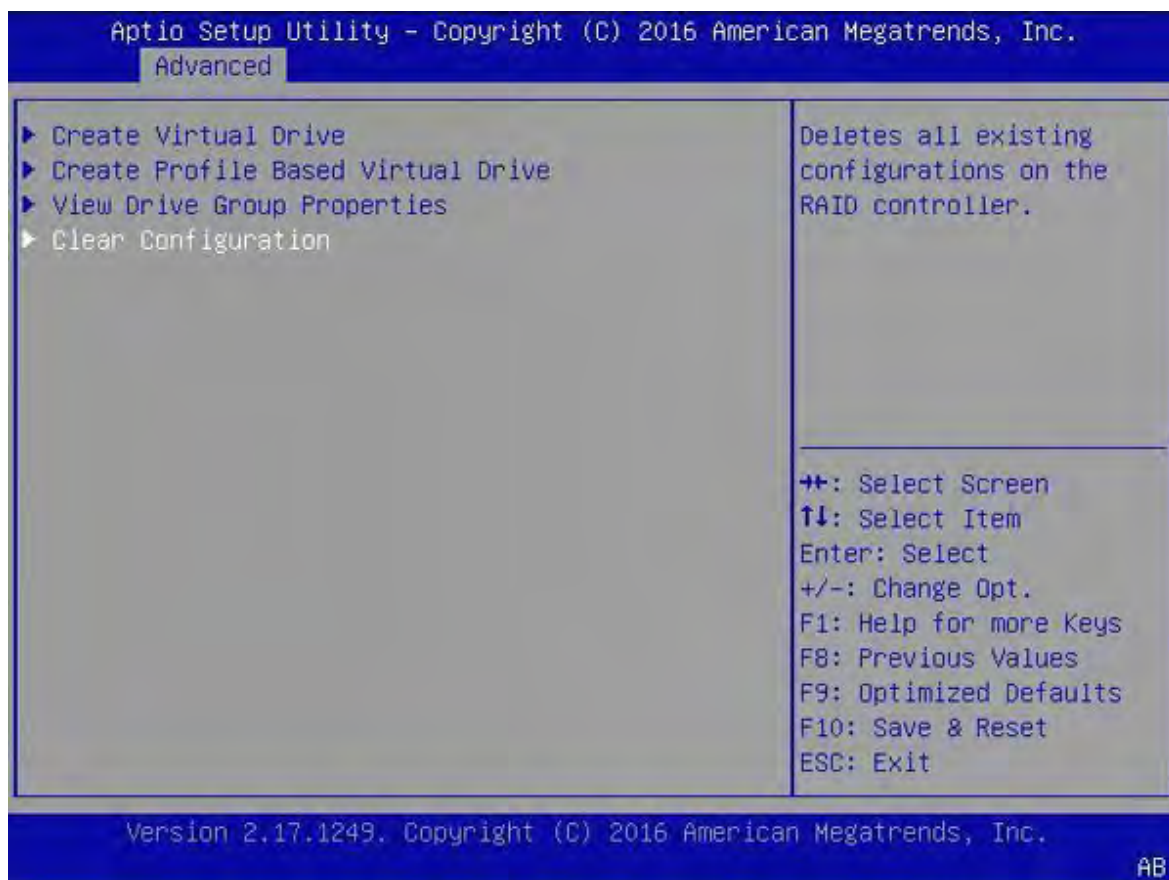 Aptio Setup Utility – Copyright (C) 2016 American Megatrends, Inc.
Advanced
▶ Create Virtual Drive
▶ Create Profile Based Virtual Drive
▶ View Drive Group Properties
▶ Clear Configuration
Deletes all existing
configurations on the
RAID controller.
→←: Select Screen
↑↓: Select Item
Enter: Select
+/-: Change Opt.
F1: Help for more Keys
F8: Previous Values
F9: Optimized Defaults
F10: Save & Reset
ESC: Exit
Version 2.17.1249. Copyright (C) 2016 American Megatrends, Inc.
AB